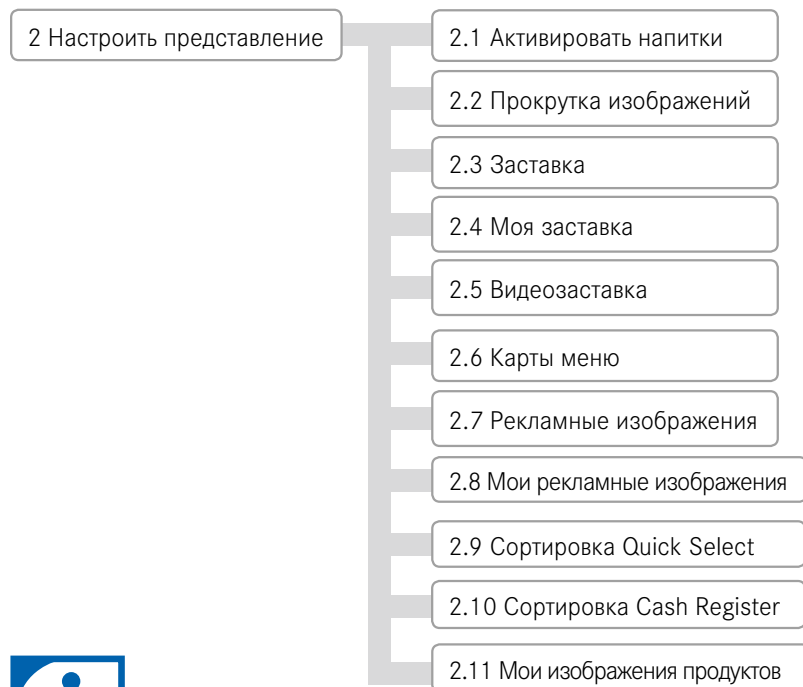 2 Настроить представление
2.1 Активировать напитки
2.2 Прокрутка изображений
2.3 Заставка
2.4 Моя заставка
2.5 Видеозаставка
2.6 Карты меню
2.7 Рекламные изображения
2.8 Мои рекламные изображения
2.9 Сортировка Quick Select
2.10 Сортировка Cash Register
2.11 Мои изображения продуктов